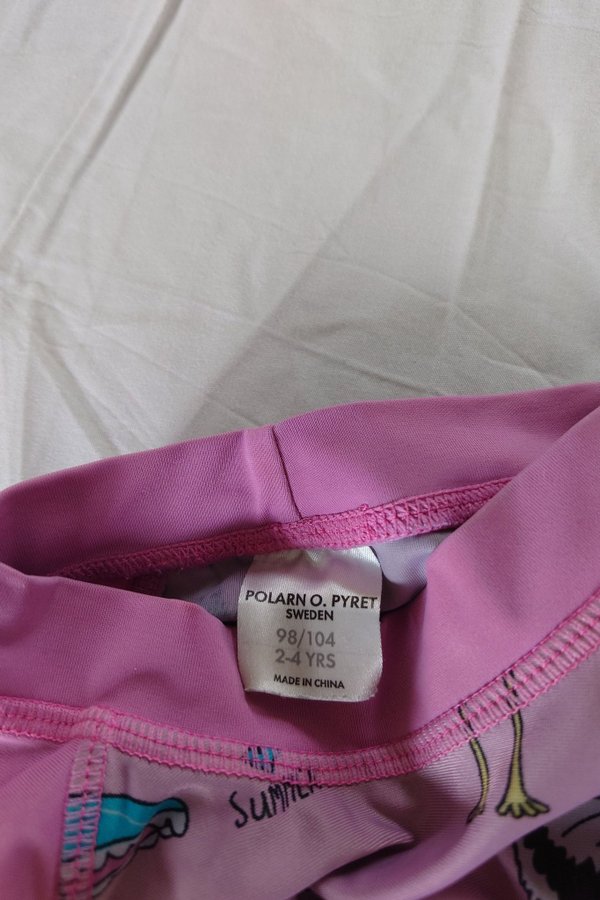 POLARN O. PYRET
SWEDEN
98/104
2-4 YRS
MADE IN CHINA